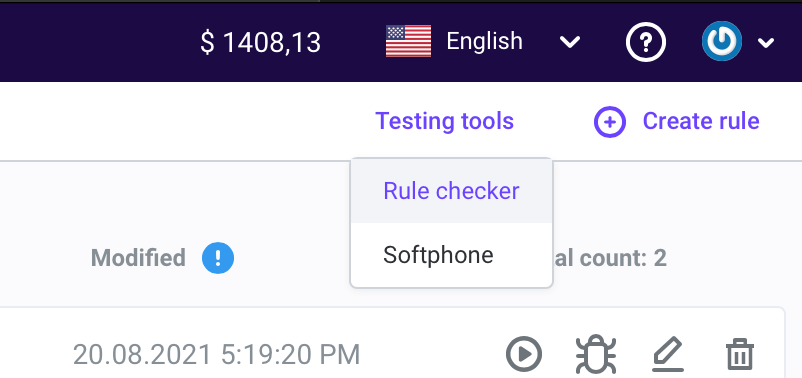 $ 1408,13 English
Testing tools Create rule
Rule checker
Softphone
Modified al count: 2
20.08.2021 5:19:20 PM